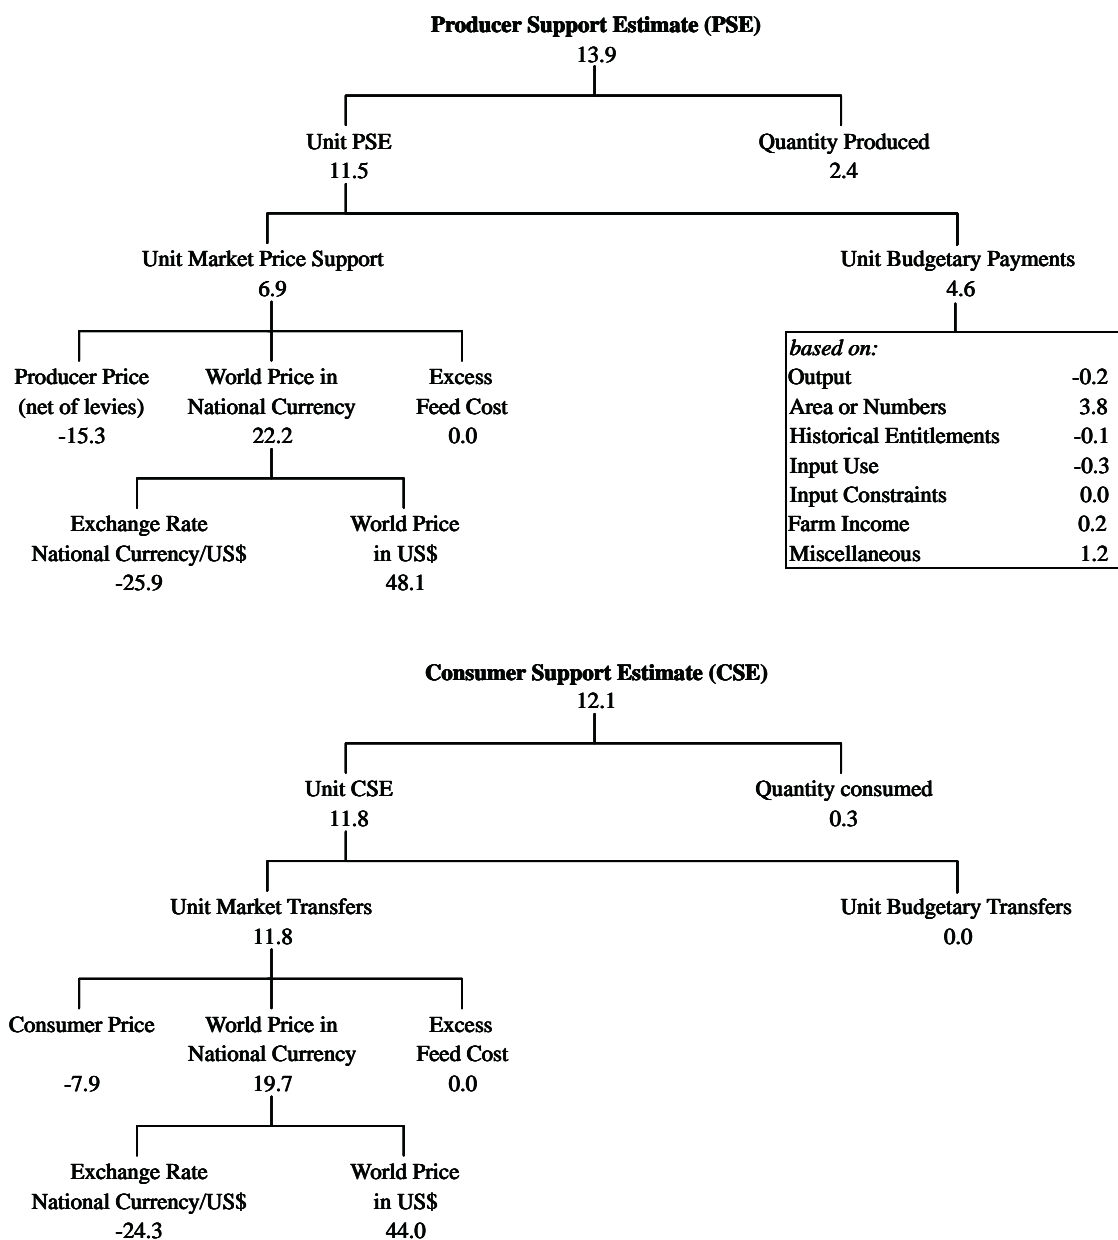 Producer Support Estimate (PSE)
13.9
Unit PSE
11.5
Quantity Produced
2.4
Unit Market Price Support
6.9
Unit Budgetary Payments
4.6
Producer Price
(net of levies)
-15.3
World Price in
National Currency
22.2
Excess
Feed Cost
0.0
based on:
Output -0.2
Area or Numbers 3.8
Historical Entitlements -0.1
Input Use -0.3
Input Constraints 0.0
Farm Income 0.2
Miscellaneous 1.2
Exchange Rate
National Currency/US$
-25.9
World Price
in US$
48.1
Consumer Support Estimate (CSE)
12.1
Unit CSE
11.8
Quantity consumed
0.3
Unit Market Transfers
11.8
Unit Budgetary Transfers
0.0
Consumer Price
-7.9
World Price in
National Currency
19.7
Excess
Feed Cost
0.0
Exchange Rate
National Currency/US$
-24.3
World Price
in US$
44.0